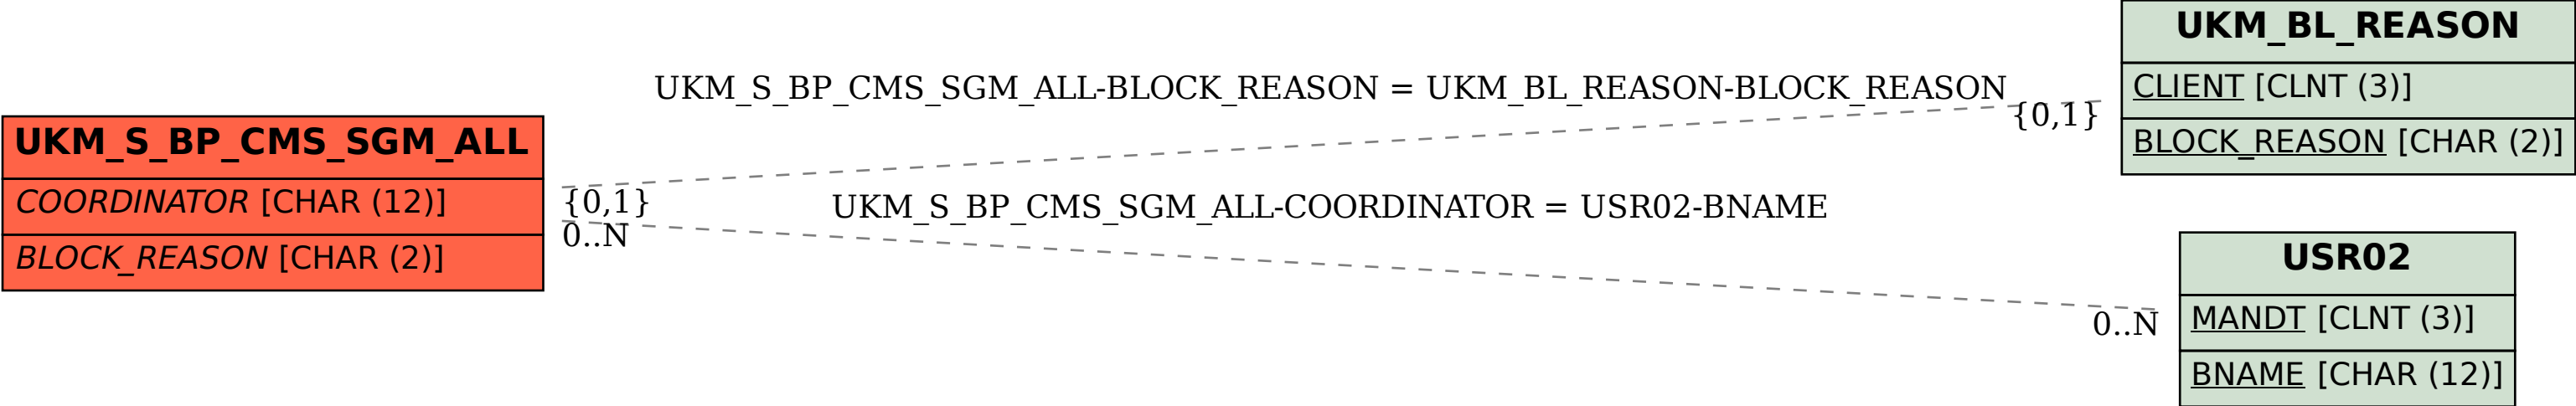 UKM_S_BP_CMS_SGM_ALL
COORDINATOR [CHAR (12)]
BLOCK_REASON [CHAR (2)]
UKM_S_BP_CMS_SGM_ALL-BLOCK_REASON = UKM_BL_REASON-BLOCK_REASON
{0,1}
{0,1}
UKM_S_BP_CMS_SGM_ALL-COORDINATOR = USR02-BNAME
0..N
0..N
UKM_BL_REASON
CLIENT [CLNT (3)]
BLOCK_REASON [CHAR (2)]
USR02
MANDT [CLNT (3)]
BNAME [CHAR (12)]